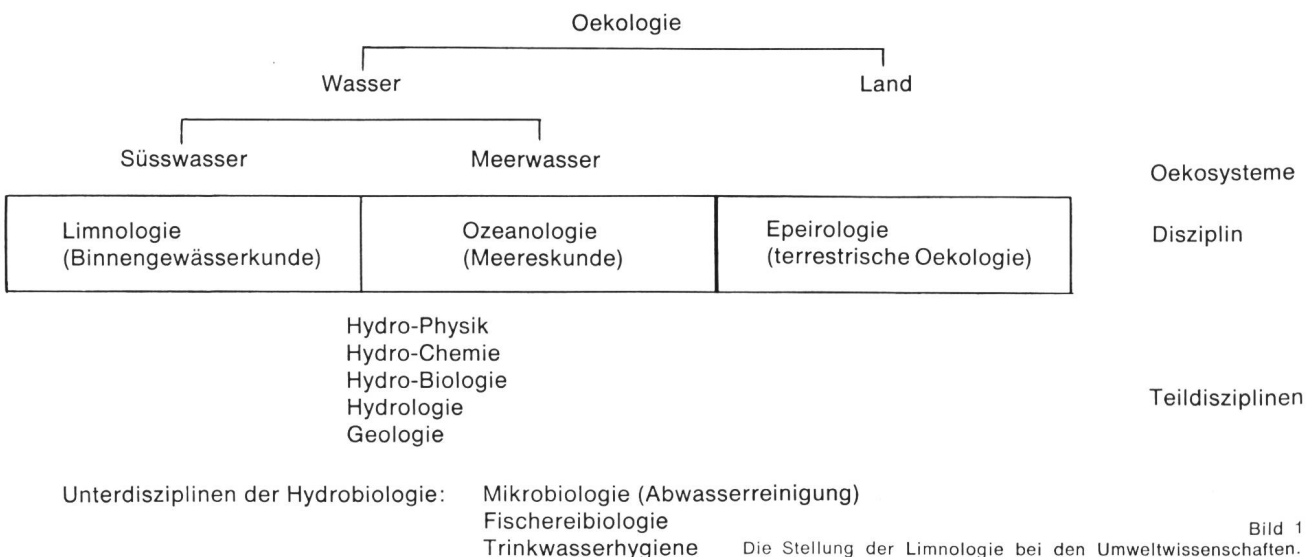 Oekologie
Wasser Land
Süsswasser Meerwasser
Oekosysteme
Limnologie
(Binnengewässerkunde)
Ozeanologie
(Meereskunde)
Epeirologie
(terrestrische Oekologie)
Disziplin
Hydro-Physik
Hydro-Chemie
Hydro-Biologie
Hydrologie
Geologie
Teildisziplinen
Unterdisziplinen der Hydrobiologie: Mikrobiologie (Abwasserreinigung)
Fischereibiologie
Trinkwasserhygiene
Bild 1
Die Stellung der Limnologie bei den Umweltwissenschaften.